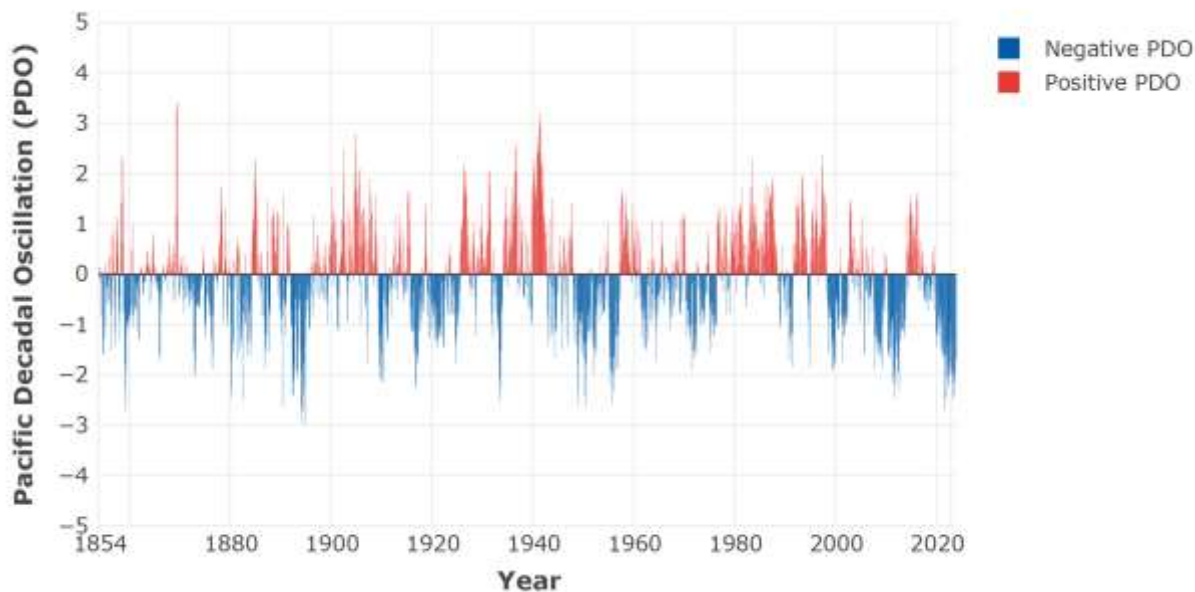 5
4
3
2
1
0
−1
−2
−3
−4
−5
Pacific Decadal Oscillation (PDO)
1854 1880 1900 1920 1940 1960 1980 2000 2020
Year
Negative PDO
Positive PDO